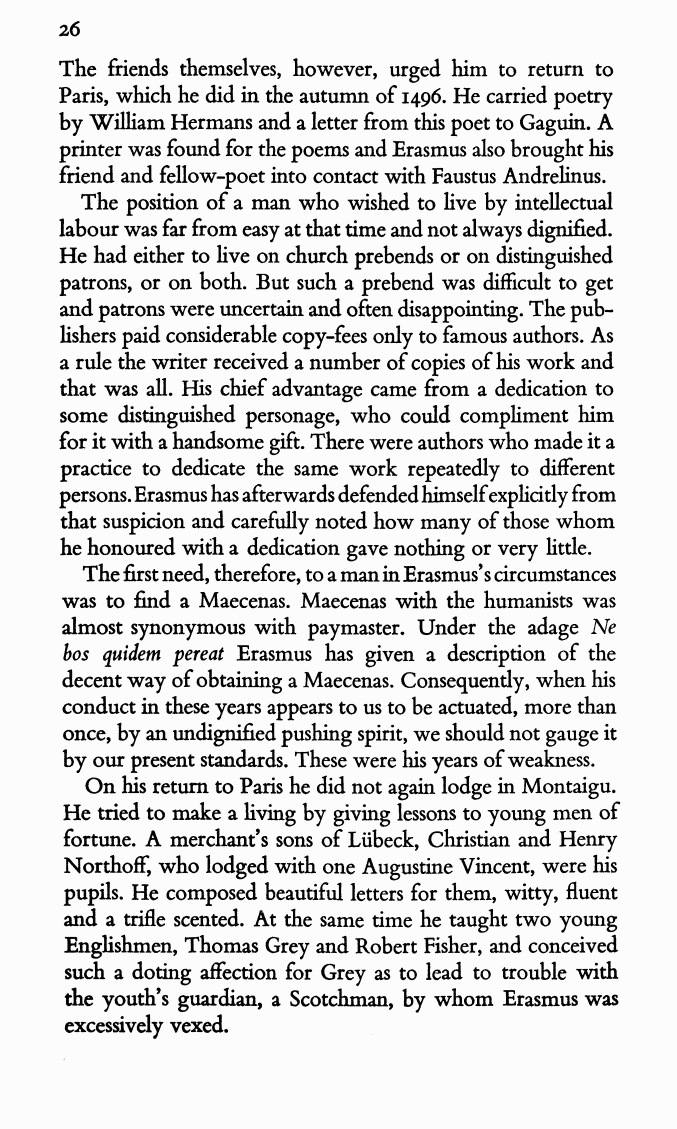 26
The friends themselves, however, urged him to return to
Paris, which he did in the autumn of 1496. He carried poetry
by William Hermans and a letter from this poet to Gaguin. A
printer was found for the poems and Erasmus also brought his
friend and fellow-poet into contact with Faustus Andrelinus.
The position of a man who wished to live by intellectual
labour was far from easy at that time and not always dignified.
He had either to live on church prebends or on distinguished
patrons, or on both. But such a prebend was difficult to get
and patrons were uncertain and often disappointing. The pub-
lishers paid considerable copy-fees only to famous authors. As
a rule the writer received a number of copies of his work and
that was all. His chief advantage came from a dedication to
some distinguished personage, who could compliment him
for it with a handsome gift. There were authors who made it a
practice to dedicate the same work repeatedly to different
persons. Erasmus has afterwards defended himself explicitly from
that suspicion and carefully noted how many of those whom
he honoured with a dedication gave nothing or very little.
The first need, therefore, to a man in Erasmus's circumstances
was to find a Maecenas. Maecenas with the humanists was
almost synonymous with paymaster. Under the adage Ne
bos quidem pereat Erasmus has given a description of the
decent way of obtaining a Maecenas. Consequently, when his
conduct in these years appears to us to be actuated, more than
once, by an undignified pushing spirit, we should not gauge it
by our present standards. These were his years of weakness.
On his return to Paris he did not again lodge in Montaigu.
He tried to make a living by giving lessons to young men of
fortune. A merchant's sons of Lübeck, Christian and Henry
Northoff, who lodged with one Augustine Vincent, were his
pupils. He composed beautiful letters for them, witty, fluent
and a trifle scented. At the same time he taught two young
Englishmen, Thomas Grey and Robert Fisher, and conceived
such a doting affection for Grey as to lead to trouble with
the youth's guardian, a Scotchman, by whom Erasmus was
excessively vexed.